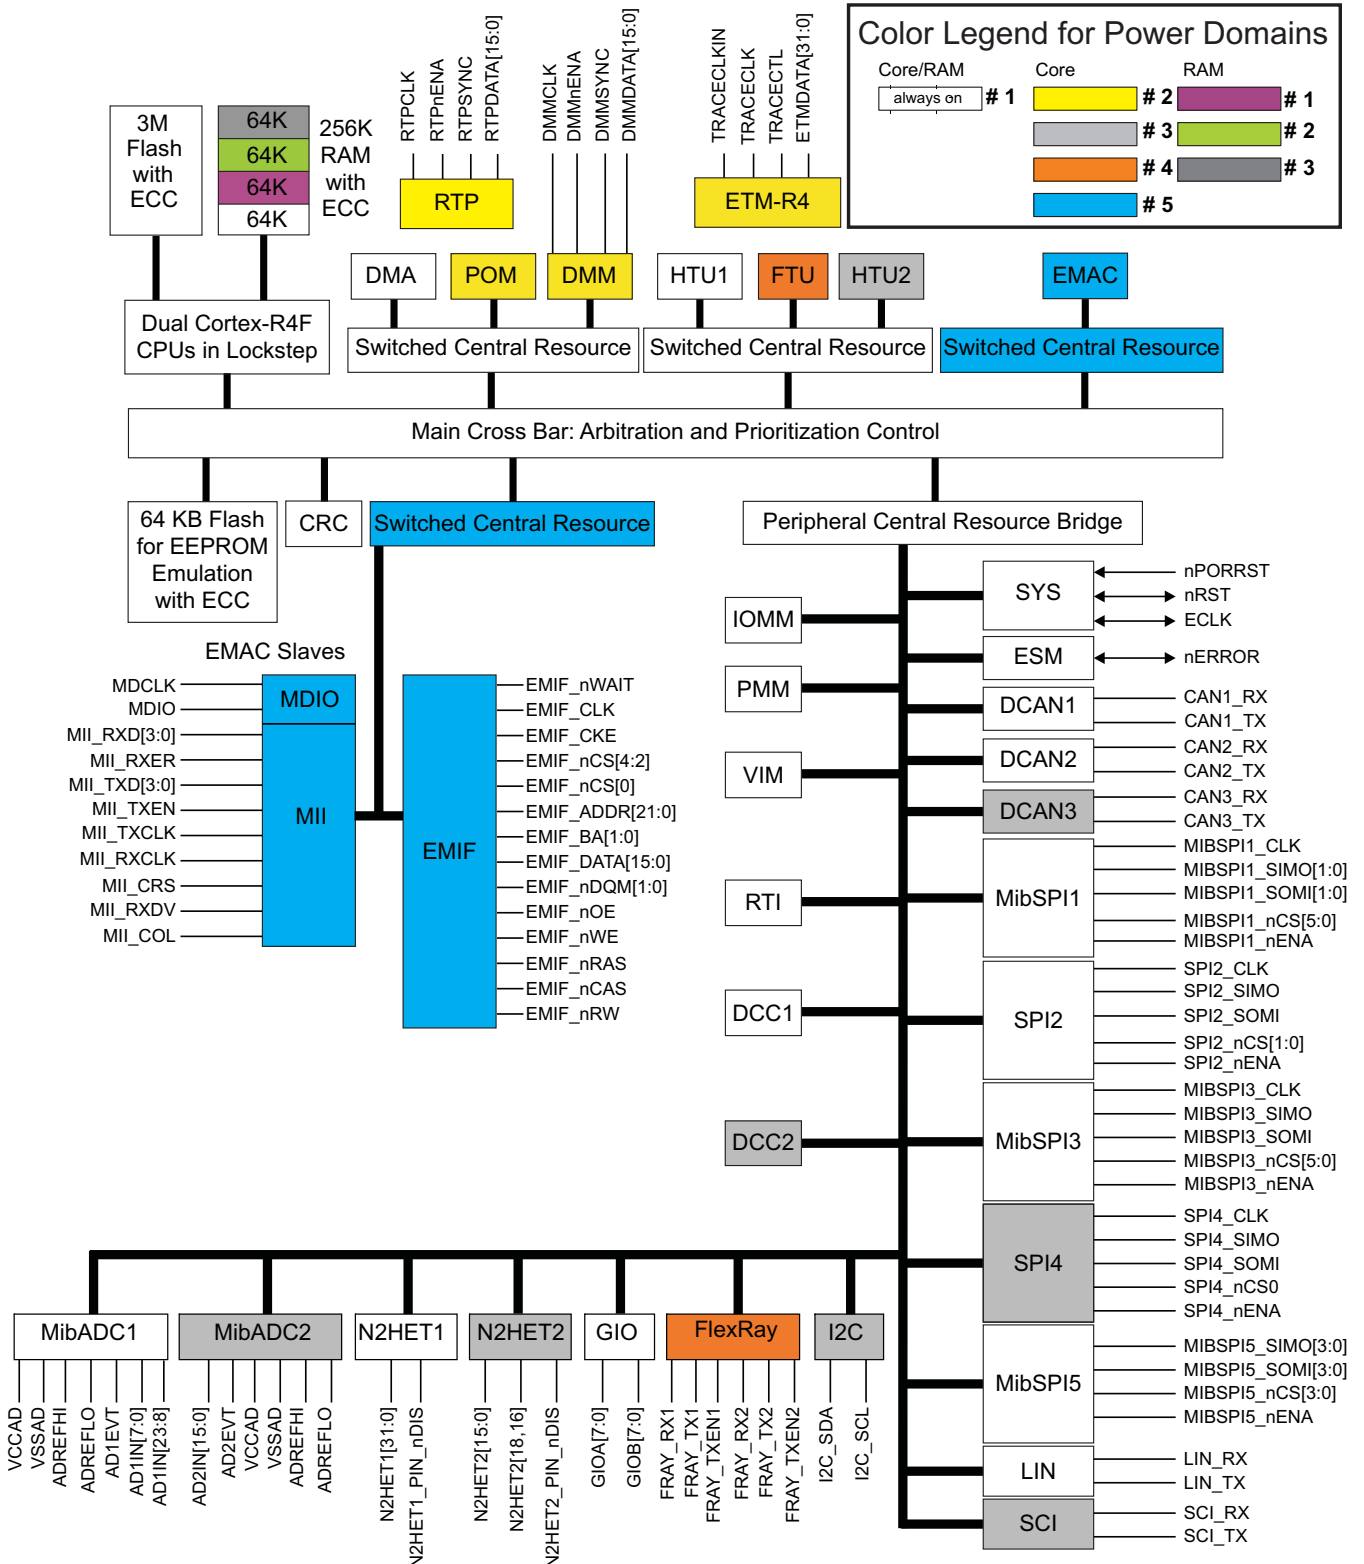 Color Legend for Power Domains
Core/RAM
Core
RAM
always on
# 1
# 2
# 1
# 3
# 2
# 4
# 3
# 5
RTPCLK
RTPnENA
RTPSYNC
RTPDATA[15:0]
DMMCLK
DMMnENA
DMMSYNC
DMMDATA[15:0]
TRACECLKIN
TRACECLK
TRACECTL
ETMDATA[31:0]
3M
Flash
with
ECC
64K
64K
64K
64K
256K
RAM
with
ECC
RTP
ETM-R4
DMA
POM
DMM
HTU1
FTU
HTU2
EMAC
Dual Cortex-R4F
CPUs in Lockstep
Switched Central Resource
Switched Central Resource
Switched Central Resource
Main Cross Bar: Arbitration and Prioritization Control
64 KB Flash
for EEPROM
Emulation
with ECC
CRC
Switched Central Resource
Peripheral Central Resource Bridge
EMAC Slaves
MDCLK
MDIO
MII_RXD[3:0]
MII_RXER
MII_TXD[3:0]
MII_TXEN
MII_TXCLK
MII_RXCLK
MII_CRS
MII_RXDV
MII_COL
MDIO
MII
EMIF
EMIF_nWAIT
EMIF_CLK
EMIF_CKE
EMIF_nCS[4:2]
EMIF_nCS[0]
EMIF_ADDR[21:0]
EMIF_BA[1:0]
EMIF_DATA[15:0]
EMIF_nDQM[1:0]
EMIF_nOE
EMIF_nWE
EMIF_nRAS
EMIF_nCAS
EMIF_nRW
IOMM
PMM
VIM
RTI
DCC1
DCC2
SYS
nPORRST
nRST
ECLK
ESM
nERROR
DCAN1
CAN1_RX
CAN1_TX
DCAN2
CAN2_RX
CAN2_TX
DCAN3
CAN3_RX
CAN3_TX
MibSPI1
MIBSPI1_CLK
MIBSPI1_SIMO[1:0]
MIBSPI1_SOMI[1:0]
MIBSPI1_nCS[5:0]
MIBSPI1_nENA
SPI2
SPI2_CLK
SPI2_SIMO
SPI2_SOMI
SPI2_nCS[1:0]
SPI2_nENA
MibSPI3
MIBSPI3_CLK
MIBSPI3_SIMO
MIBSPI3_SOMI
MIBSPI3_nCS[5:0]
MIBSPI3_nENA
SPI4
SPI4_CLK
SPI4_SIMO
SPI4_SOMI
SPI4_nCS0
SPI4_nENA
MibSPI5
MIBSPI5_SIMO[3:0]
MIBSPI5_SOMI[3:0]
MIBSPI5_nCS[3:0]
MIBSPI5_nENA
LIN
LIN_RX
LIN_TX
SCI
SCI_RX
SCI_TX
MibADC1
MibADC2
N2HET1
N2HET2
GIO
FlexRay
I2C
VCCAD
VSSAD
ADREFHI
ADREFLO
AD1EVT
AD1IN[7:0]
AD1IN[23:8]
AD2IN[15:0]
AD2EVT
VCCAD
VSSAD
ADREFHI
ADREFLO
N2HET1[31:0]
N2HET1_PIN_nDIS
N2HET2[15:0]
N2HET2[18,16]
N2HET2_PIN_nDIS
GIOA[7:0]
GIOB[7:0]
FRAY_RX1
FRAY_TX1
FRAY_TXEN1
FRAY_RX2
FRAY_TX2
FRAY_TXEN2
I2C_SDA
I2C_SCL